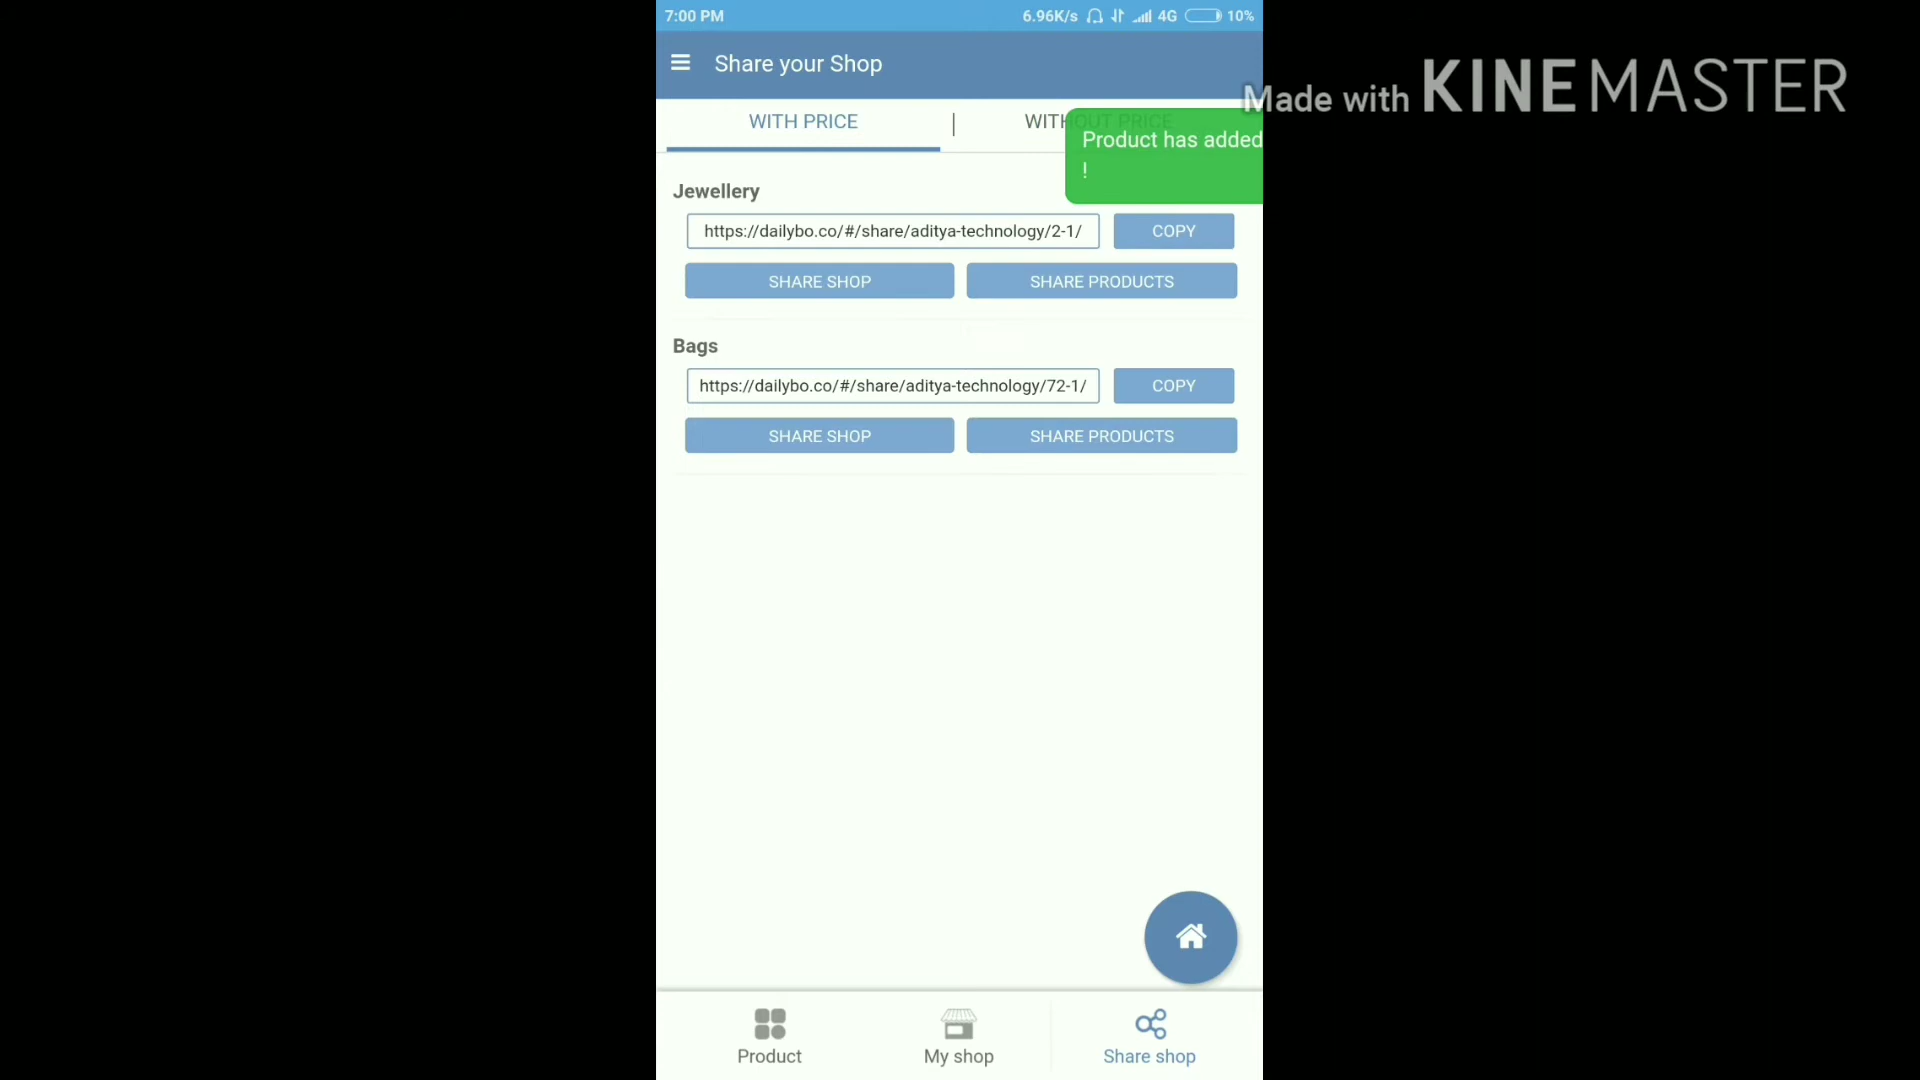 7:00 PM 6.96K/s 4G 10%
Share your Shop
Made with KINEMASTER
WITH PRICE | WITHOUT PRICE
Product has added
!
Jewellery
https://dailybo.co/#/share/aditya-technology/2-1/ COPY
SHARE SHOP SHARE PRODUCTS
Bags
https://dailybo.co/#/share/aditya-technology/72-1/ COPY
SHARE SHOP SHARE PRODUCTS
Product My shop Share shop